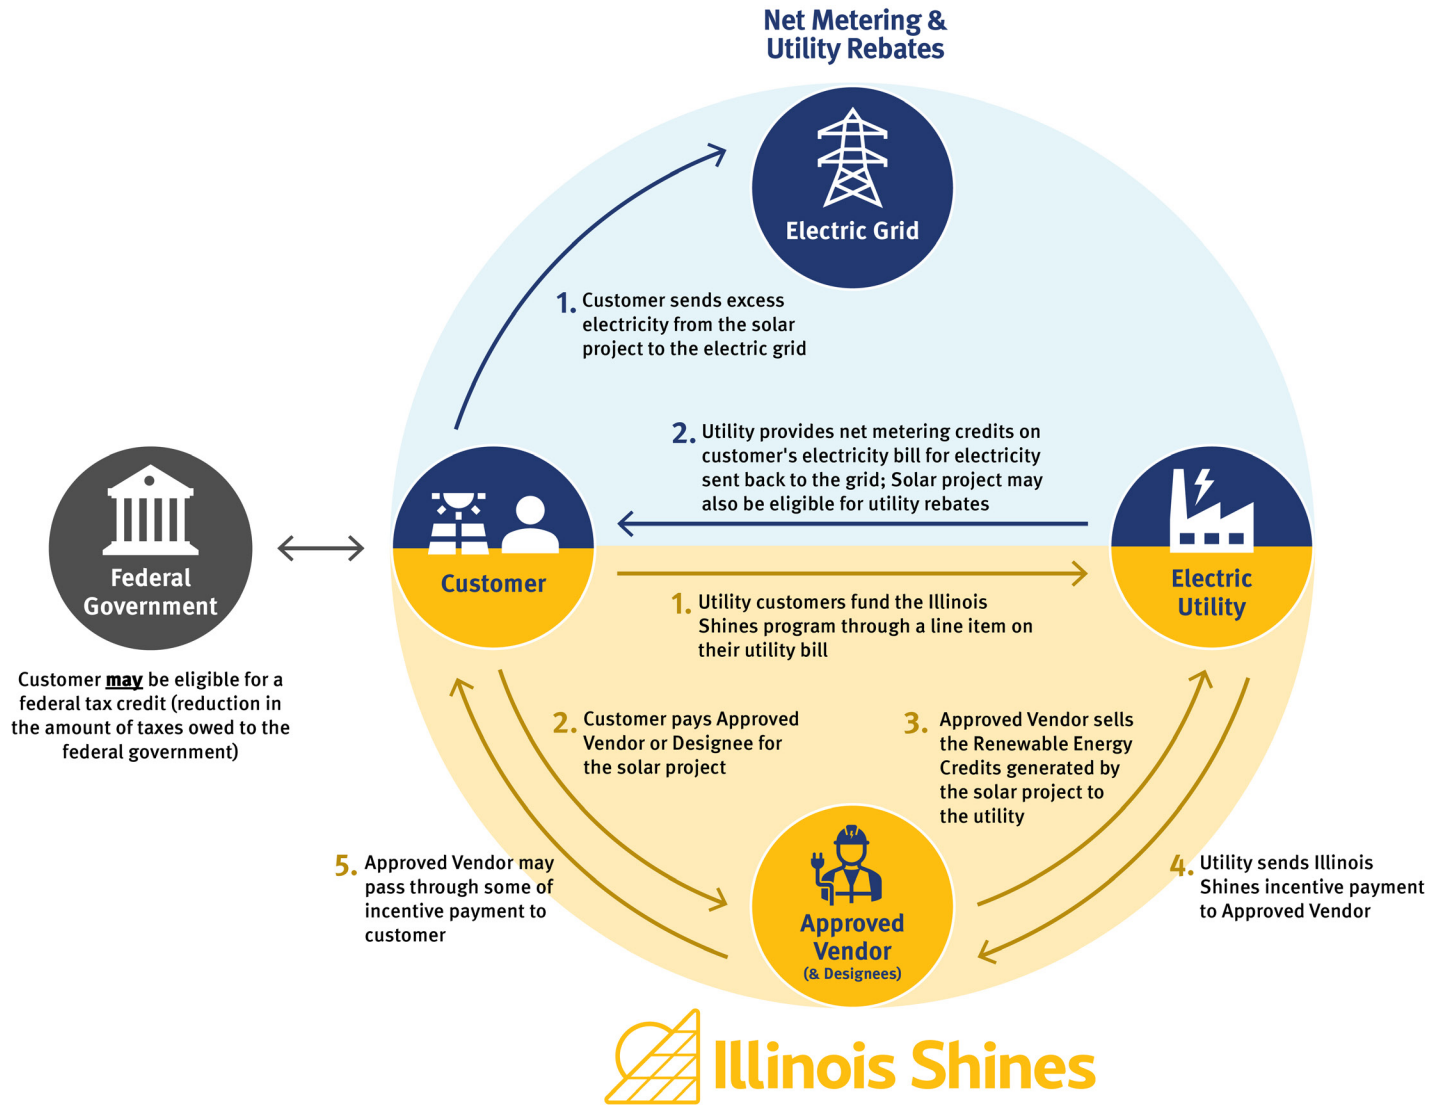 Net Metering &
Utility Rebates
Electric Grid
1. Customer sends excess
electricity from the solar
project to the electric grid
2. Utility provides net metering credits on
customer's electricity bill for electricity
sent back to the grid; Solar project may
also be eligible for utility rebates
Federal
Government
Customer
Electric
Utility
1. Utility customers fund the Illinois
Shines program through a line item on
their utility bill
Customer may be eligible for a
federal tax credit (reduction in
the amount of taxes owed to the
federal government)
2. Customer pays Approved
Vendor or Designee for
the solar project
3. Approved Vendor sells
the Renewable Energy
Credits generated by
the solar project to
the utility
5. Approved Vendor may
pass through some of
incentive payment to
customer
4. Utility sends Illinois
Shines incentive payment
to Approved Vendor
Approved
Vendor
(& Designees)
Illinois Shines